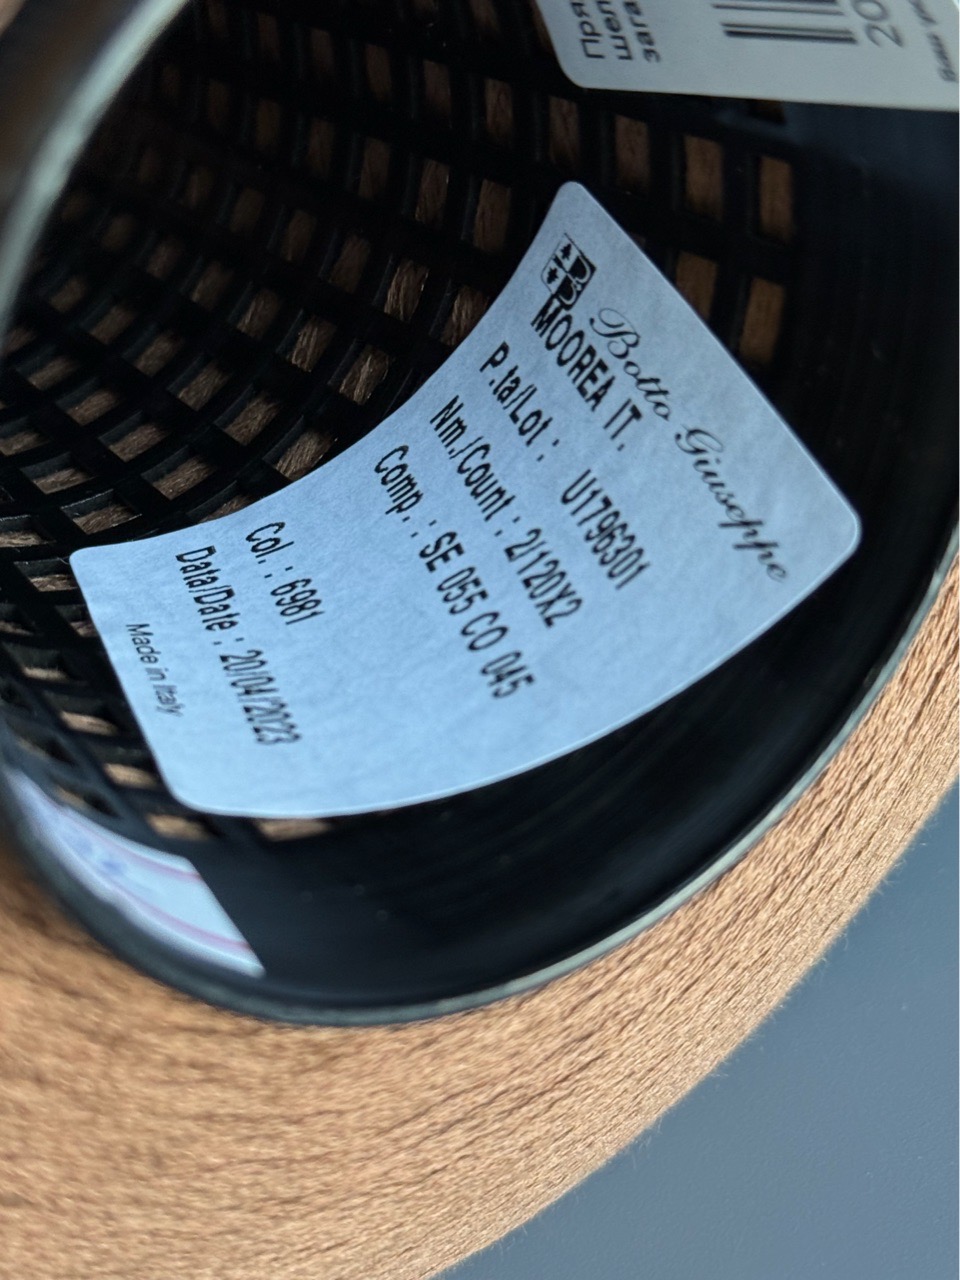 Botto Giuseppe
MOOREA IT.
P.ta/Lot : U1796301
Nm./Count : 2/120X2
Comp. : SE 055 CO 045
Col. : 6981
Data/Date : 20/04/2023
Made in Italy
20